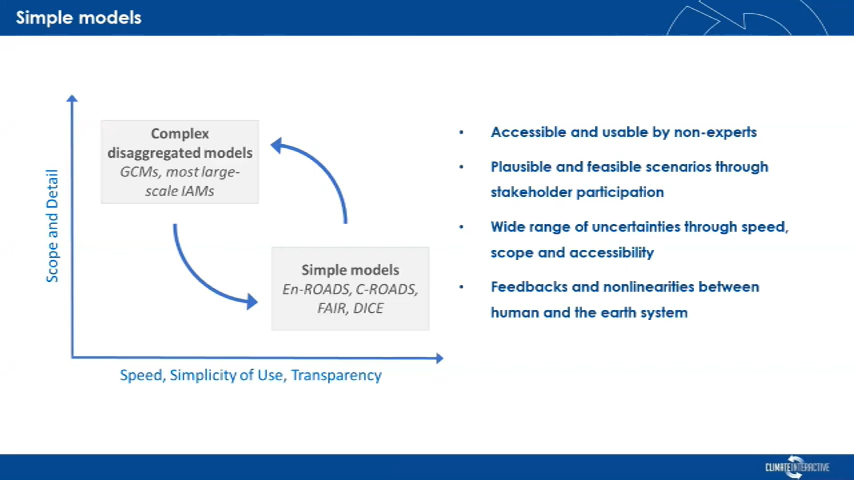 Simple models
Scope and Detail
Complex
disaggregated models
GCMs, most large-
scale IAMs
Simple models
En-ROADS, C-ROADS,
FAIR, DICE
Speed, Simplicity of Use, Transparency
• Accessible and usable by non-experts
• Plausible and feasible scenarios through
stakeholder participation
• Wide range of uncertainties through speed,
scope and accessibility
• Feedbacks and nonlinearities between
human and the earth system
CLIMATE INTERACTIVE